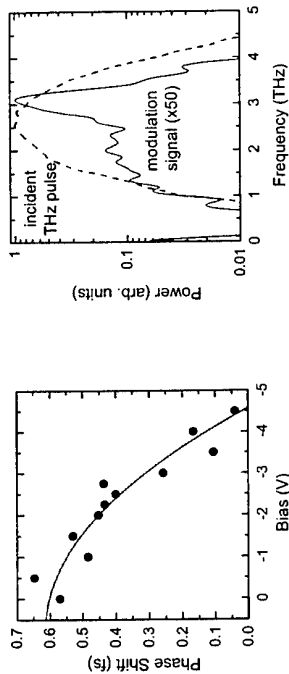 0.7
0.6
0.5
0.4
0.3
0.2
0.1
0.0
Phase Shift (fs)
0
-1
-2
-3
-4
-5
Bias (V)
1
0.1
0.01
Power (arb. units)
incident
THz pulse
modulation
signal (x50)
0
1
2
3
4
5
Frequency (THz)